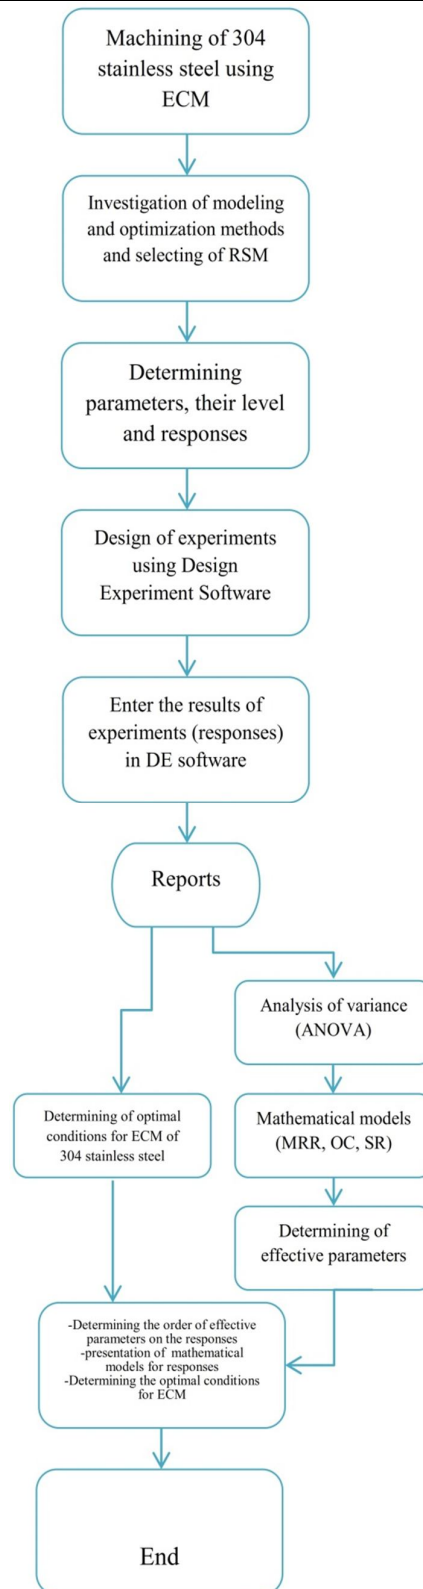 Machining of 304
stainless steel using
ECM
Investigation of modeling
and optimization methods
and selecting of RSM
Determining
parameters, their level
and responses
Design of experiments
using Design
Experiment Software
Enter the results of
experiments (responses)
in DE software
Reports
Analysis of variance
(ANOVA)
Determining of optimal
conditions for ECM of
304 stainless steel
Mathematical models
(MRR, OC, SR)
Determining of
effective parameters
-Determining the order of effective
parameters on the responses
-presentation of mathematical
models for responses
-Determining the optimal conditions
for ECM
End